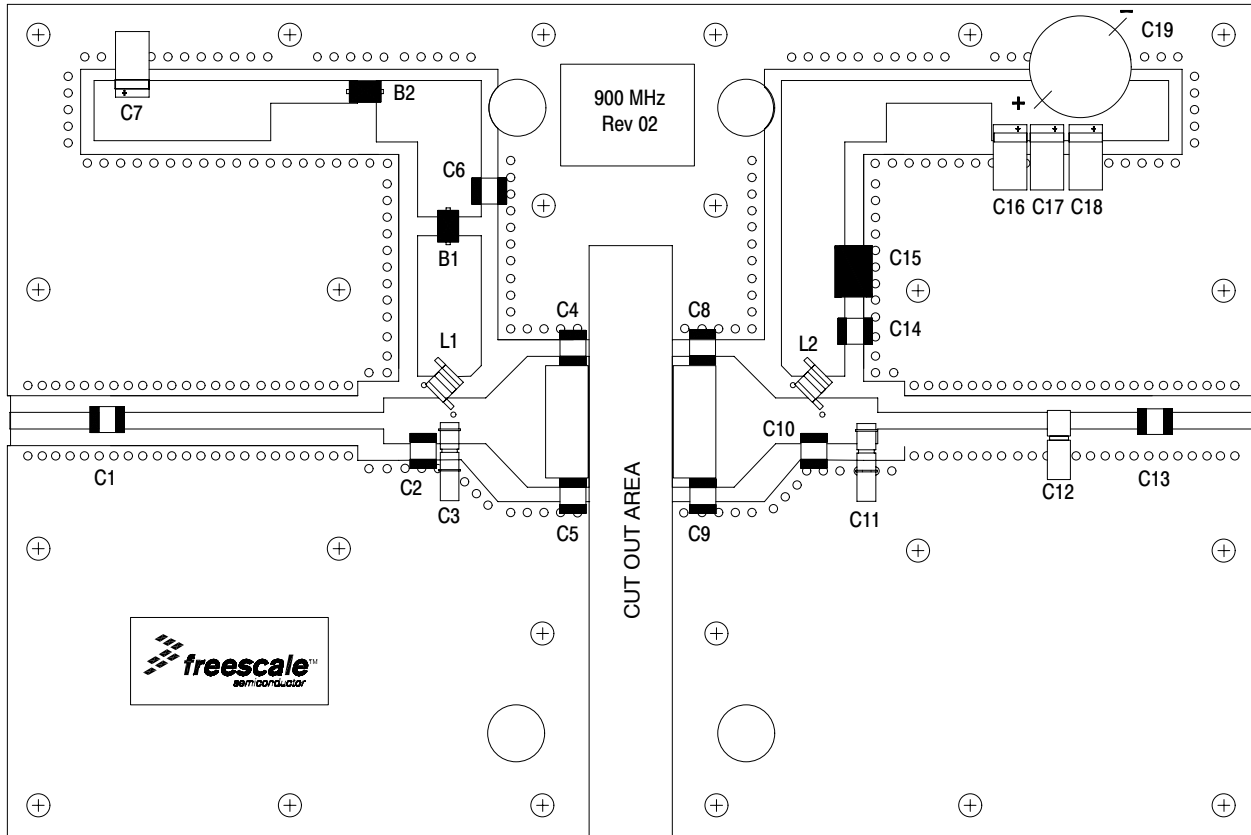 C19
−
+
C7
B2
900 MHz
Rev 02
C6
C16
C17
C18
B1
C15
C4
C8
C14
L1
L2
C10
C1
C2
C3
C5
C9
C11
C12
C13
CUT OUT AREA
freescale™
semiconductor